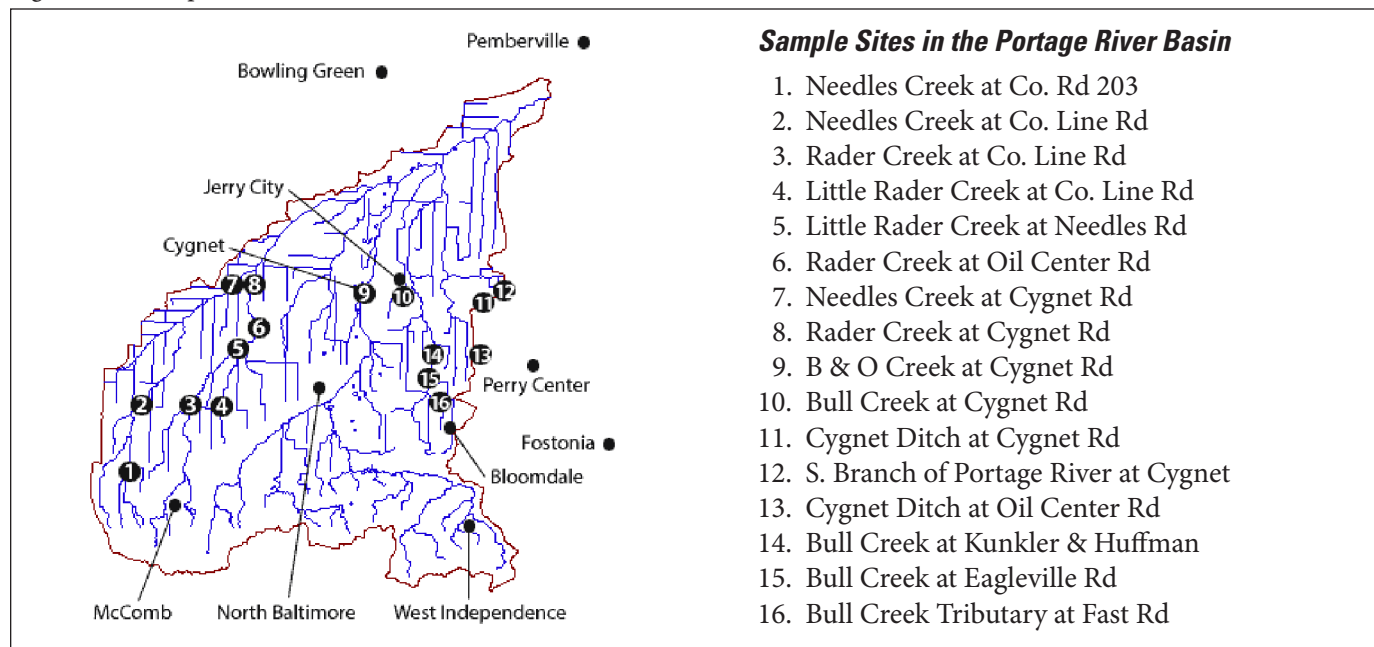 Pemberville
Bowling Green
Jerry City
Cygnet
7 8
9
10
11
12
6
5
14
13
15
Perry Center
2
3
4
16
Fostonia
1
Bloomdale
McComb
North Baltimore
West Independence
Sample Sites in the Portage River Basin
1. Needles Creek at Co. Rd 203
2. Needles Creek at Co. Line Rd
3. Rader Creek at Co. Line Rd
4. Little Rader Creek at Co. Line Rd
5. Little Rader Creek at Needles Rd
6. Rader Creek at Oil Center Rd
7. Needles Creek at Cygnet Rd
8. Rader Creek at Cygnet Rd
9. B & O Creek at Cygnet Rd
10. Bull Creek at Cygnet Rd
11. Cygnet Ditch at Cygnet Rd
12. S. Branch of Portage River at Cygnet
13. Cygnet Ditch at Oil Center Rd
14. Bull Creek at Kunkler & Huffman
15. Bull Creek at Eagleville Rd
16. Bull Creek Tributary at Fast Rd